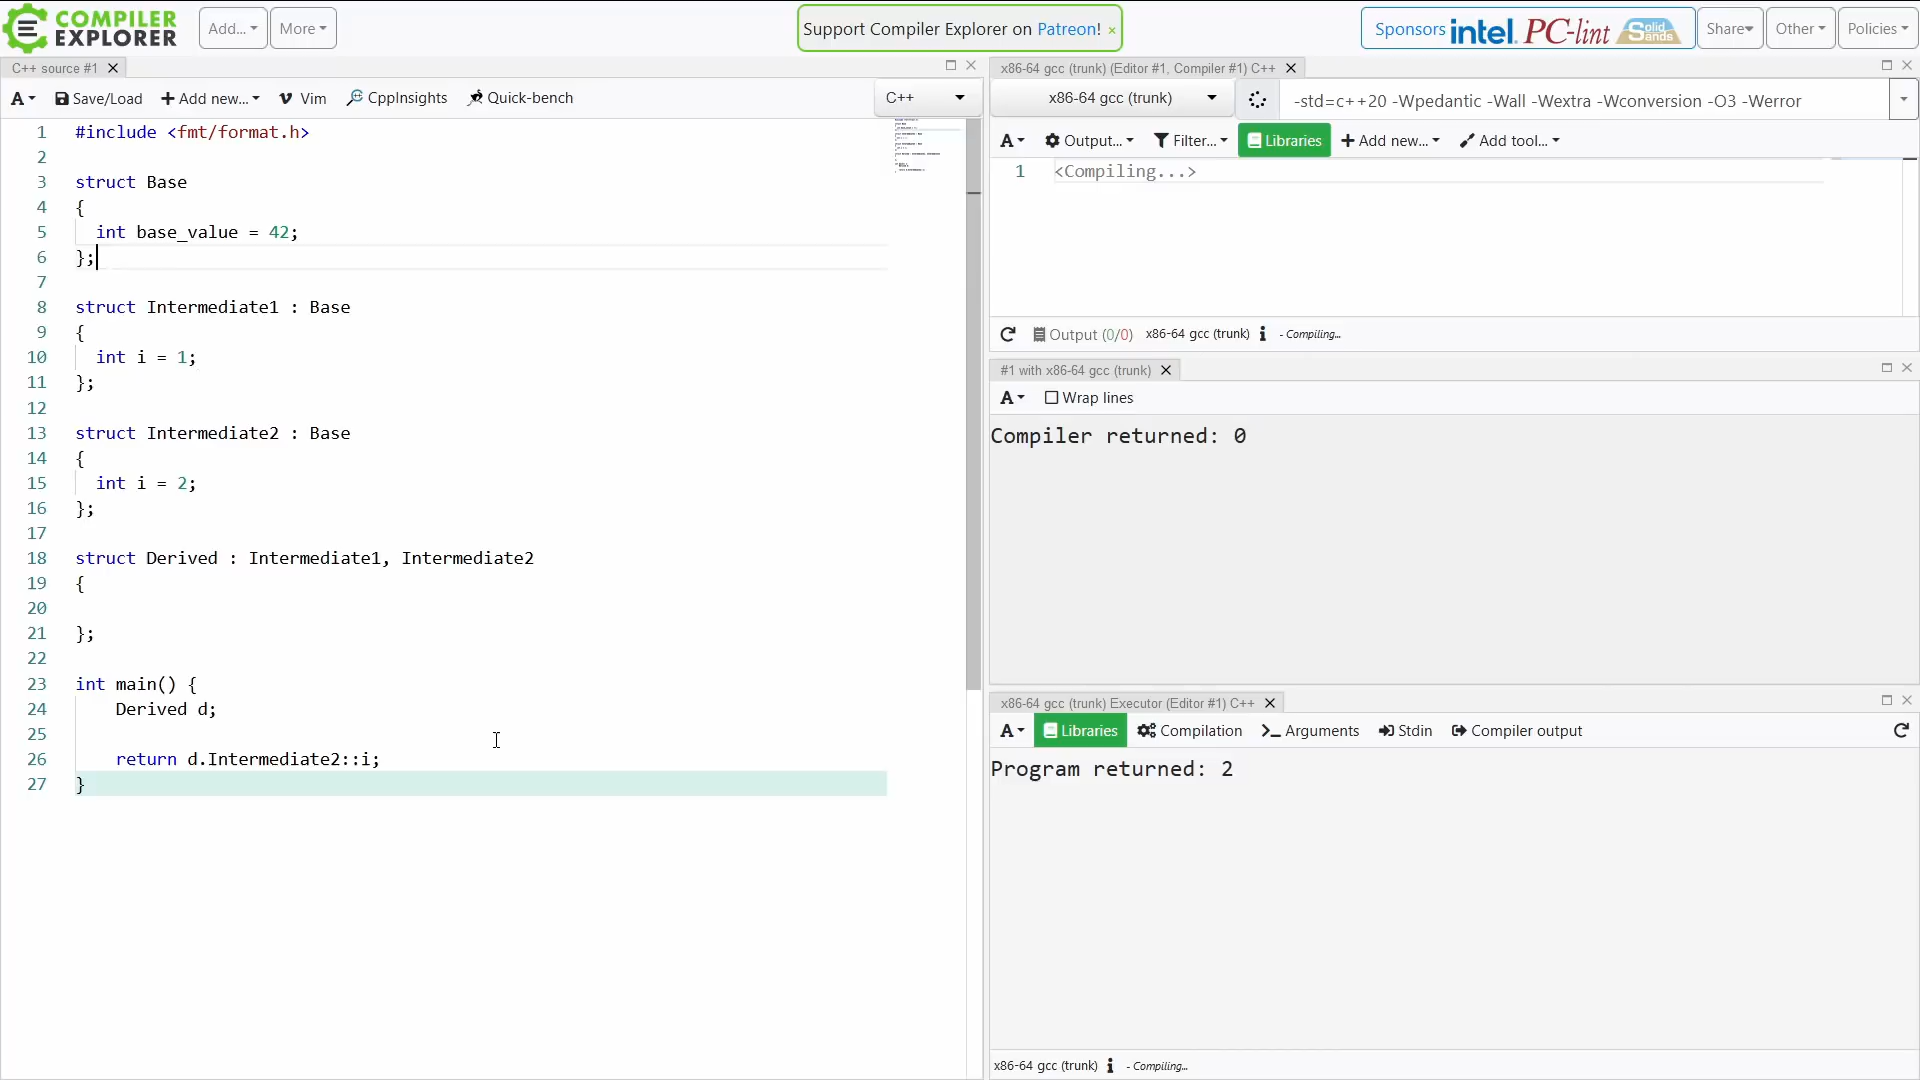 COMPILER EXPLORER
Add... More
Support Compiler Explorer on Patreon! ×
Sponsors intel. PC-lint Solid Sands Share Other Policies
C++ source #1
A Save/Load + Add new... Vim CppInsights Quick-bench C++
1 #include <fmt/format.h>
2
3 struct Base
4 {
5 int base_value = 42;
6 };
7
8 struct Intermediate1 : Base
9 {
10 int i = 1;
11 };
12
13 struct Intermediate2 : Base
14 {
15 int i = 2;
16 };
17
18 struct Derived : Intermediate1, Intermediate2
19 {
20
21 };
22
23 int main() {
24 Derived d;
25
26 return d.Intermediate2::i;
27 }
x86-64 gcc (trunk) (Editor #1, Compiler #1) C++
x86-64 gcc (trunk) -std=c++20 -Wpedantic -Wall -Wextra -Wconversion -O3 -Werror
A Output... Filter... Libraries + Add new... Add tool...
1 <Compiling...>
Output (0/0) x86-64 gcc (trunk) i - Compiling...
#1 with x86-64 gcc (trunk)
A Wrap lines
Compiler returned: 0
x86-64 gcc (trunk) Executor (Editor #1) C++
A Libraries Compilation Arguments Stdin Compiler output
Program returned: 2
x86-64 gcc (trunk) i - Compiling...